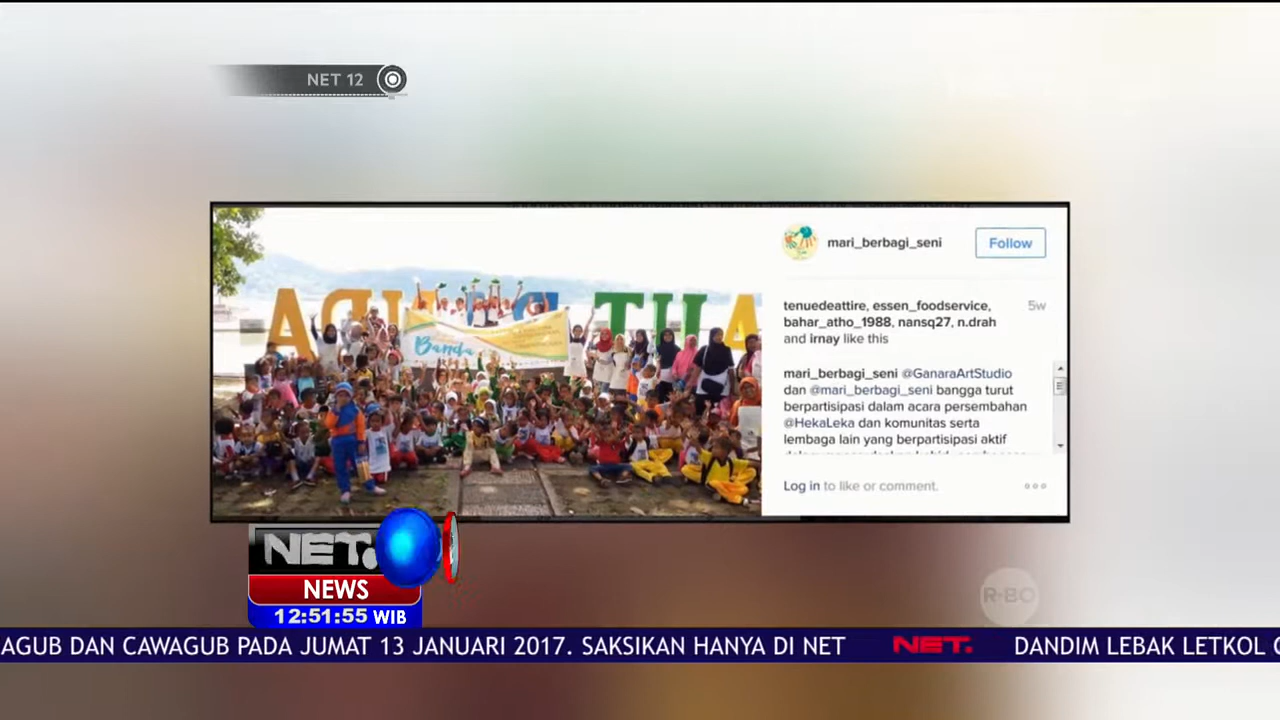 NET 12
mari_berbagi_seni
Follow
tenuedeattire, essen_foodservice,
5w
bahar_atho_1988, nansq27, n.drah
and irnay like this
mari_berbagi_seni @GanaraArtStudio
dan @mari_berbagi_seni bangga turut
berpartisipasi dalam acara persembahan
@HekaLeka dan komunitas serta
lembaga lain yang berpartisipasi aktif
Log in to like or comment.
Banda
NET.
NEWS
12:51:55 WIB
R-BO
AGUB DAN CAWAGUB PADA JUMAT 13 JANUARI 2017. SAKSIKAN HANYA DI NET
NET.
DANDIM LEBAK LETKOL